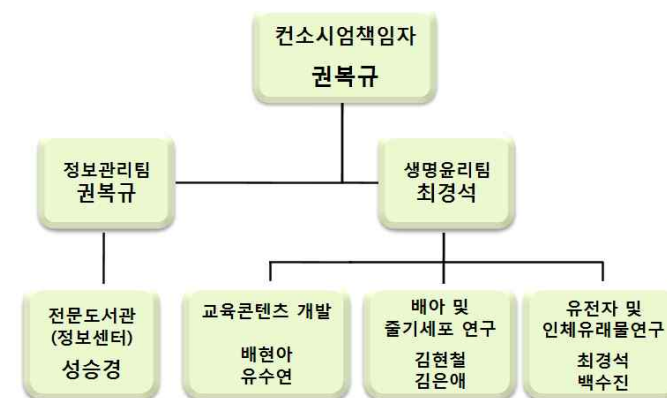 컨소시엄책임자
권복규
정보관리팀
권복규
생명윤리팀
최경석
전문도서관
(정보센터)
성승경
교육콘텐츠 개발
배현아
유수연
배아 및
줄기세포 연구
김현철
김은애
유전자 및
인체유래물연구
최경석
백수진